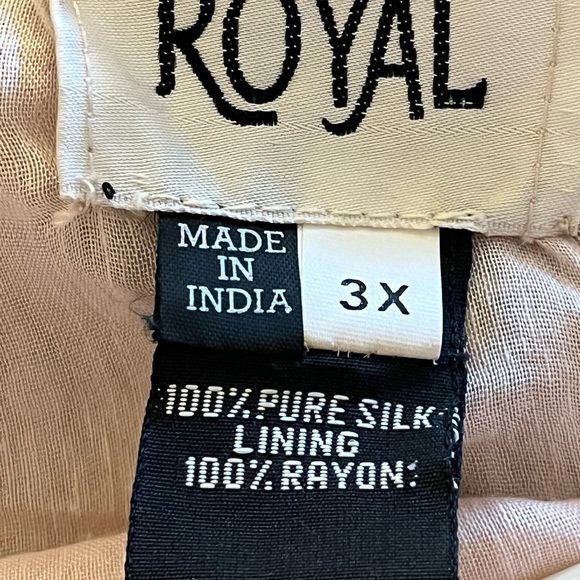 ROYAL
MADE
IN
INDIA
3X
100% PURE SILK
LINING
100% RAYON